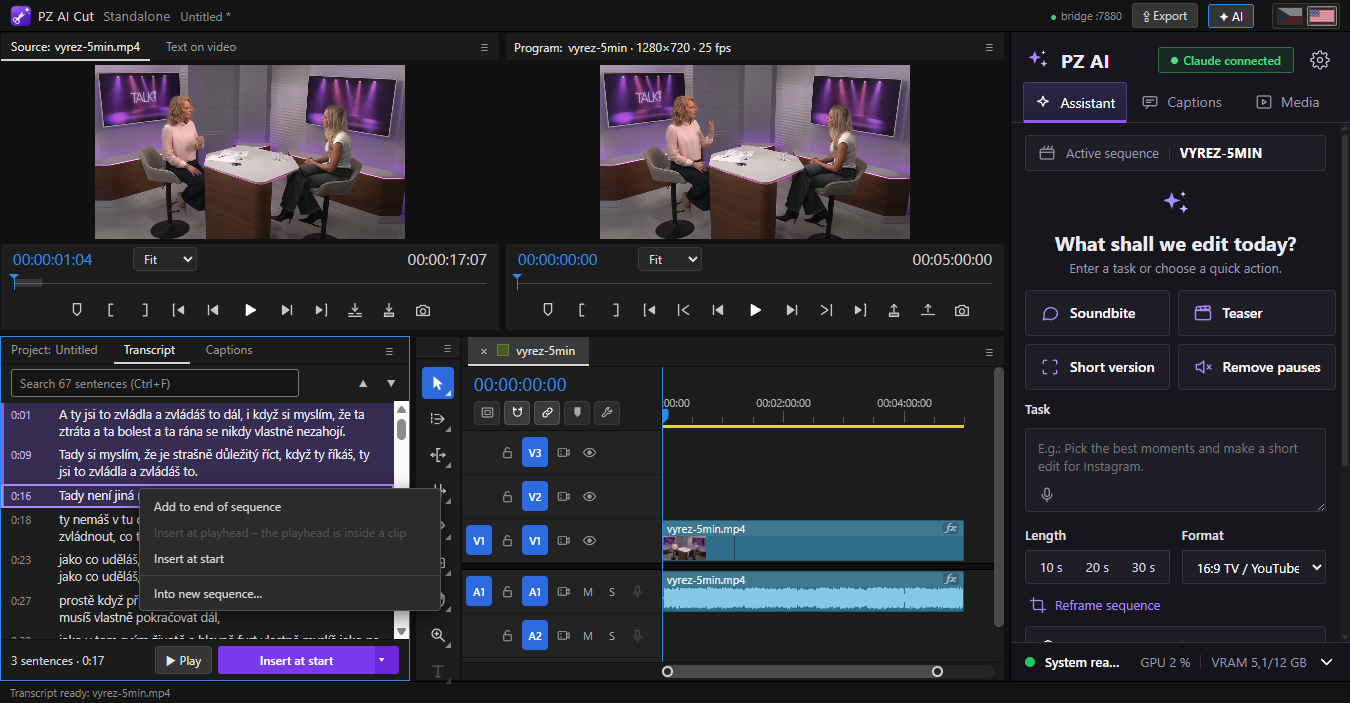 PZ AI Cut Standalone Untitled *
bridge :7880
Export
AI
Source: vyrez-5min.mp4
Text on video
TALK!
00:00:01:04
Fit
00:00:17:07
Program: vyrez-5min · 1280×720 · 25 fps
TALK!
00:00:00:00
Fit
00:05:00:00
Project: Untitled
Transcript
Captions
Search 67 sentences (Ctrl+F)
0:01 A ty jsi to zvládla a zvládáš to dál, i když si myslím, že ta
ztráta a ta bolest a ta rána se nikdy vlastně nezahojí.
0:09 Tady si myslím, že je strašně důležitý říct, když ty říkáš, ty
jsi to zvládla a zvládáš to.
0:16 Tady není jiná
0:18 ty nemáš v tu
zvládnout, co
0:23 jako co uděláš,
jako co uděláš,
0:27 prostě když
musíš vlastně pokračovat dál,
Add to end of sequence
Insert at playhead – the playhead is inside a clip
Insert at start
Into new sequence...
3 sentences · 0:17
Play
Insert at start
Transcript ready: vyrez-5min.mp4
× vyrez-5min
00:00:00:00
:00:00
00:02:00:00
00:04:00:00
V3
V2
V1 V1
vyrez-5min.mp4 fx
A1 A1 M S
vyrez-5min.mp4 fx
A2 M S
T
PZ AI
Claude connected
Assistant
Captions
Media
Active sequence VYREZ-5MIN
What shall we edit today?
Enter a task or choose a quick action.
Soundbite
Teaser
Short version
Remove pauses
Task
E.g.: Pick the best moments and make a short
edit for Instagram.
Length
10 s 20 s 30 s
Format
16:9 TV / YouTube
Reframe sequence
System rea...
GPU 2 %
VRAM 5,1/12 GB